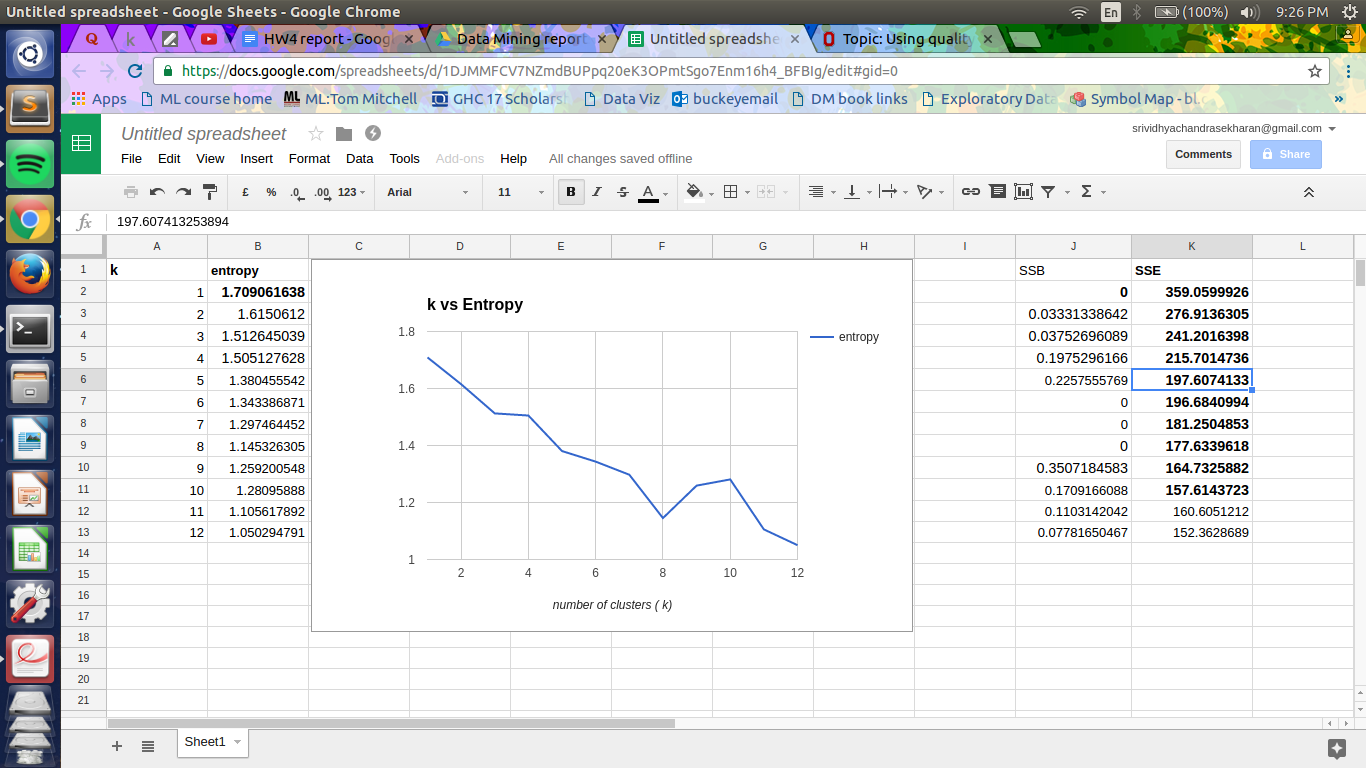 Untitled spreadsheet - Google Sheets - Google Chrome En (100%) 9:26 PM
HW4 report - Goog × Data Mining report × Untitled spreadshe × Topic: Using quality ×
https://docs.google.com/spreadsheets/d/1DJMMFCV7NZmdBUPpq20eK3OPmtSgo7Enm16h4_BFBIg/edit#gid=0
Apps ML course home ML ML:Tom Mitchell GHC 17 Scholarsh Data Viz buckeyemail DM book links Exploratory Data Symbol Map - bl.o »
Untitled spreadsheet srividhyachandrasekharan@gmail.com
File Edit View Insert Format Data Tools Add-ons Help All changes saved offline Comments Share
£ % .0 .00 123 Arial 11 B I S A Σ
fx 197.607413253894
A B C D E F G H I J K L
1 k entropy SSB SSE
2 1 1.709061638 0 359.0599926
3 2 1.6150612 0.03331338642 276.9136305
4 3 1.512645039 0.03752696089 241.2016398
5 4 1.505127628 0.1975296166 215.7014736
6 5 1.380455542 0.2257555769 197.6074133
7 6 1.343386871 0 196.6840994
8 7 1.297464452 0 181.2504853
9 8 1.145326305 0 177.6339618
10 9 1.259200548 0.3507184583 164.7325882
11 10 1.28095888 0.1709166088 157.6143723
12 11 1.105617892 0.1103142042 160.6051212
13 12 1.050294791 0.07781650467 152.3628689
14
15
16
17
18
19
20
21
k vs Entropy
1.8
entropy
1.6
1.4
1.2
1
2 4 6 8 10 12
number of clusters ( k)
+ Sheet1